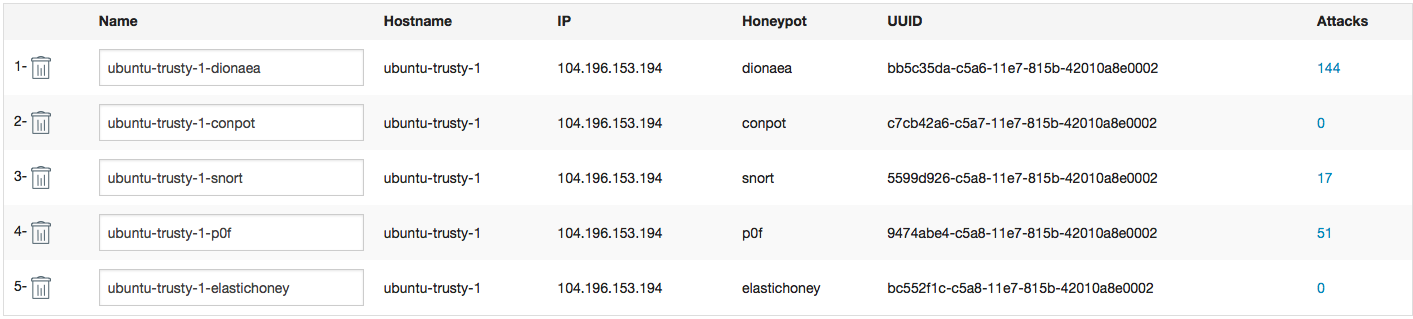 Name Hostname IP Honeypot UUID Attacks
1- ubuntu-trusty-1-dionaea ubuntu-trusty-1 104.196.153.194 dionaea bb5c35da-c5a6-11e7-815b-42010a8e0002 144
2- ubuntu-trusty-1-conpot ubuntu-trusty-1 104.196.153.194 conpot c7cb42a6-c5a7-11e7-815b-42010a8e0002 0
3- ubuntu-trusty-1-snort ubuntu-trusty-1 104.196.153.194 snort 5599d926-c5a8-11e7-815b-42010a8e0002 17
4- ubuntu-trusty-1-p0f ubuntu-trusty-1 104.196.153.194 p0f 9474abe4-c5a8-11e7-815b-42010a8e0002 51
5- ubuntu-trusty-1-elastichoney ubuntu-trusty-1 104.196.153.194 elastichoney bc552f1c-c5a8-11e7-815b-42010a8e0002 0